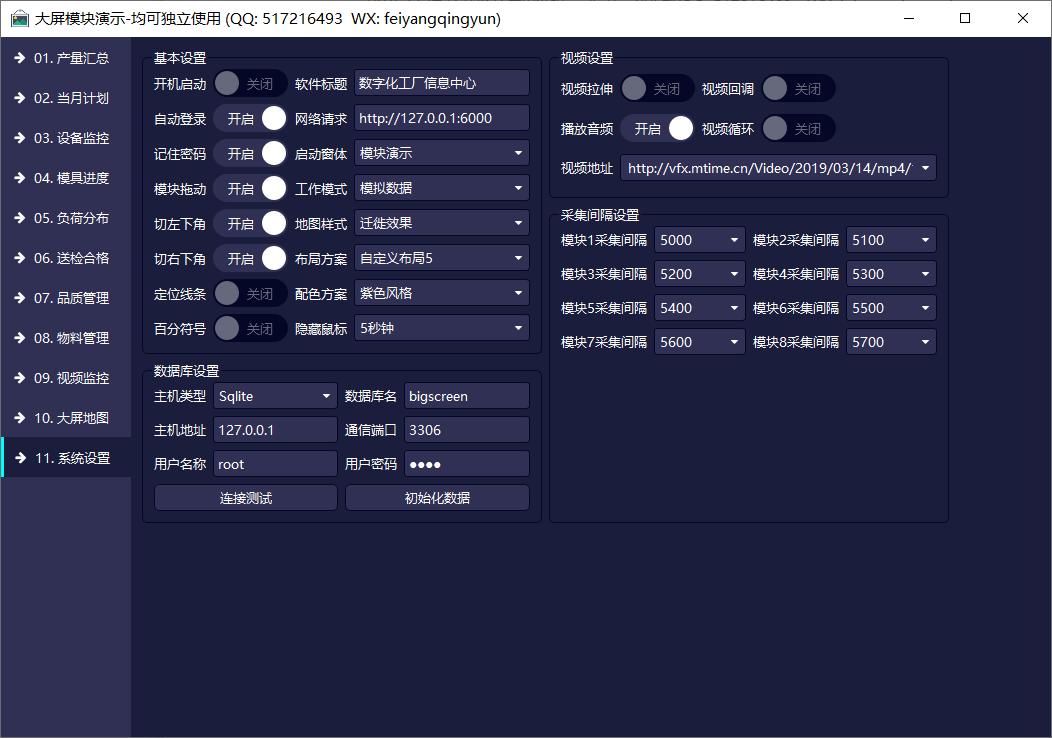 大屏模块演示-均可独立使用 (QQ: 517216493 WX: feiyangqingyun)
01. 产量汇总
02. 当月计划
03. 设备监控
04. 模具进度
05. 负荷分布
06. 送检合格
07. 品质管理
08. 物料管理
09. 视频监控
10. 大屏地图
11. 系统设置
基本设置
开机启动 关闭 软件标题 数字化工厂信息中心
自动登录 开启 网络请求 http://127.0.0.1:6000
记住密码 开启 启动窗体 模块演示
模块拖动 开启 工作模式 模拟数据
切左下角 开启 地图样式 迁徙效果
切右下角 开启 布局方案 自定义布局5
定位线条 关闭 配色方案 紫色风格
百分符号 关闭 隐藏鼠标 5秒钟
数据库设置
主机类型 Sqlite 数据库名 bigscreen
主机地址 127.0.0.1 通信端口 3306
用户名称 root 用户密码 ●●●●
连接测试 初始化数据
视频设置
视频拉伸 关闭 视频回调 关闭
播放音频 开启 视频循环 关闭
视频地址 http://vfx.mtime.cn/Video/2019/03/14/mp4/
采集间隔设置
模块1采集间隔 5000 模块2采集间隔 5100
模块3采集间隔 5200 模块4采集间隔 5300
模块5采集间隔 5400 模块6采集间隔 5500
模块7采集间隔 5600 模块8采集间隔 5700